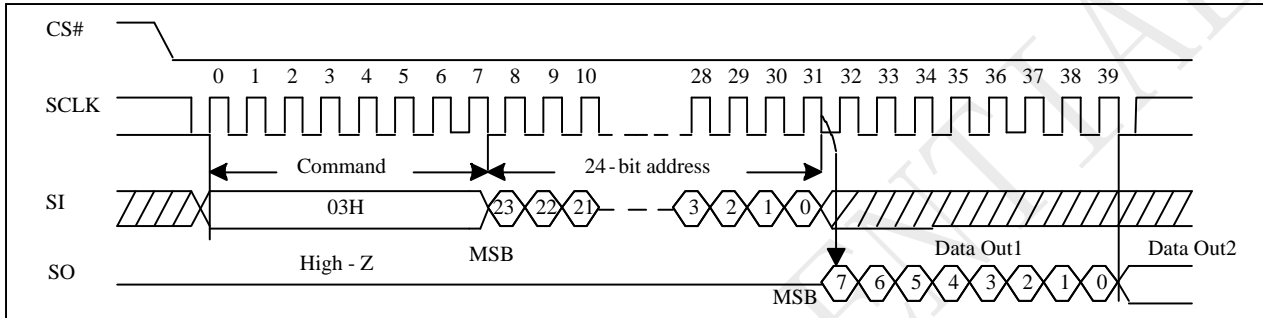 CS#
0 1 2 3 4 5 6 7 8 9 10 28 29 30 31 32 33 34 35 36 37 38 39
SCLK
Command 24-bit address
SI 03H 23 22 21 3 2 1 0
MSB Data Out1 Data Out2
High - Z
SO 7 6 5 4 3 2 1 0
MSB